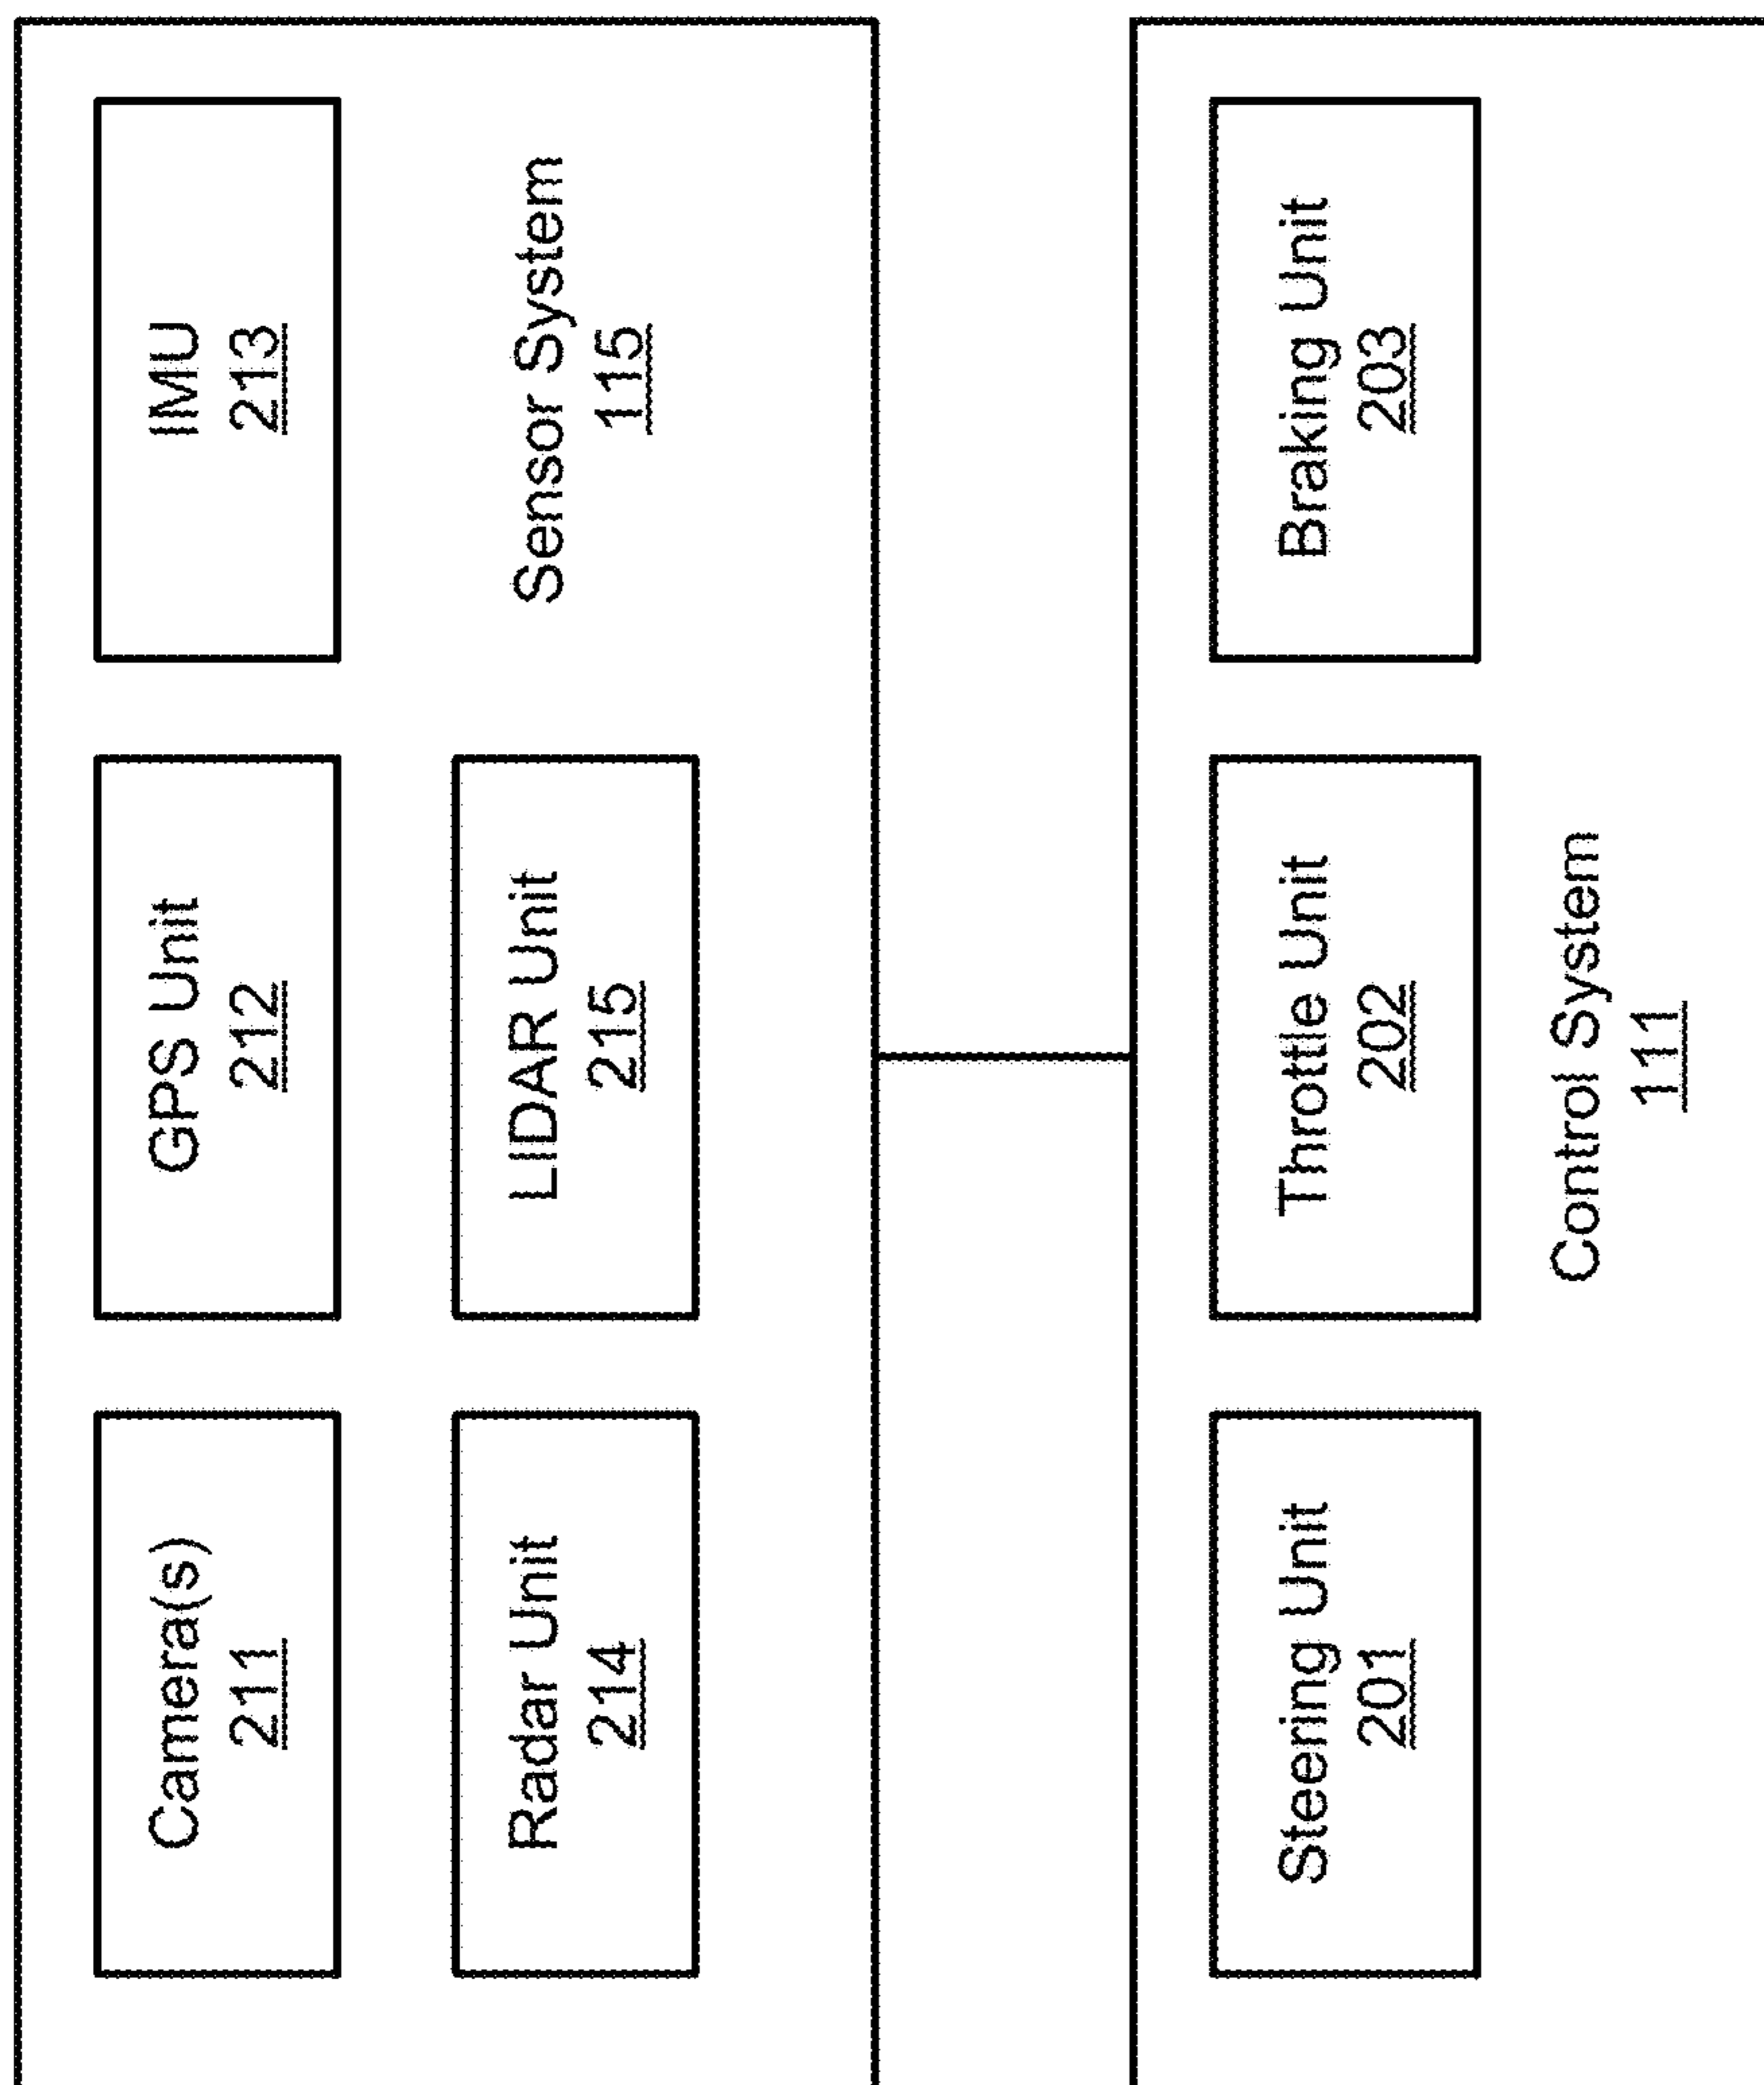 Camera(s)
211
GPS Unit
212
IMU
213
Radar Unit
214
LIDAR Unit
215
Sensor System
115
Steering Unit
201
Throttle Unit
202
Braking Unit
203
Control System
111